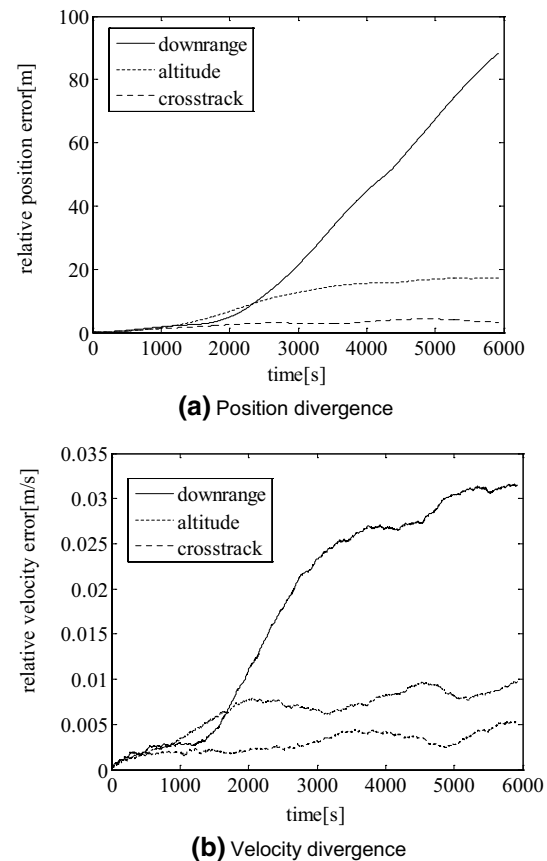 relative position error[m]
100
80
60
40
20
0
downrange
altitude
crosstrack
0 1000 2000 3000 4000 5000 6000
time[s]
(a) Position divergence
relative velocity error[m/s]
0.035
0.03
0.025
0.02
0.015
0.01
0.005
0
downrange
altitude
crosstrack
0 1000 2000 3000 4000 5000 6000
time[s]
(b) Velocity divergence